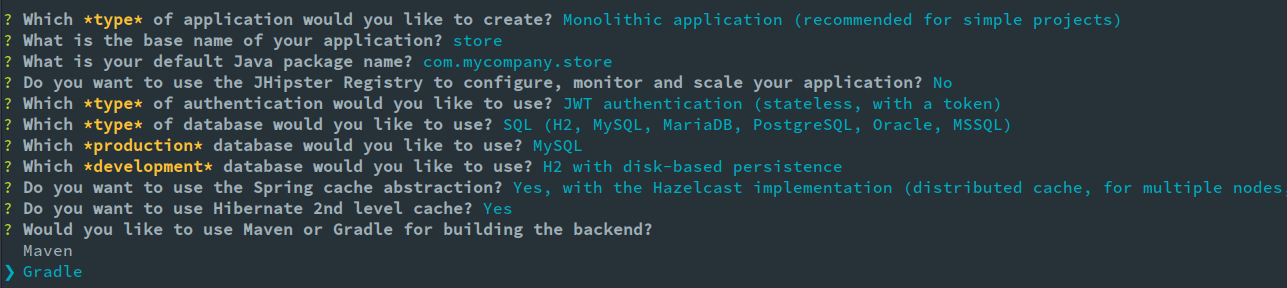 ? Which *type* of application would you like to create? Monolithic application (recommended for simple projects)
? What is the base name of your application? store
? What is your default Java package name? com.mycompany.store
? Do you want to use the JHipster Registry to configure, monitor and scale your application? No
? Which *type* of authentication would you like to use? JWT authentication (stateless, with a token)
? Which *type* of database would you like to use? SQL (H2, MySQL, MariaDB, PostgreSQL, Oracle, MSSQL)
? Which *production* database would you like to use? MySQL
? Which *development* database would you like to use? H2 with disk-based persistence
? Do you want to use the Spring cache abstraction? Yes, with the Hazelcast implementation (distributed cache, for multiple nodes
? Do you want to use Hibernate 2nd level cache? Yes
? Would you like to use Maven or Gradle for building the backend?
Maven
❯ Gradle